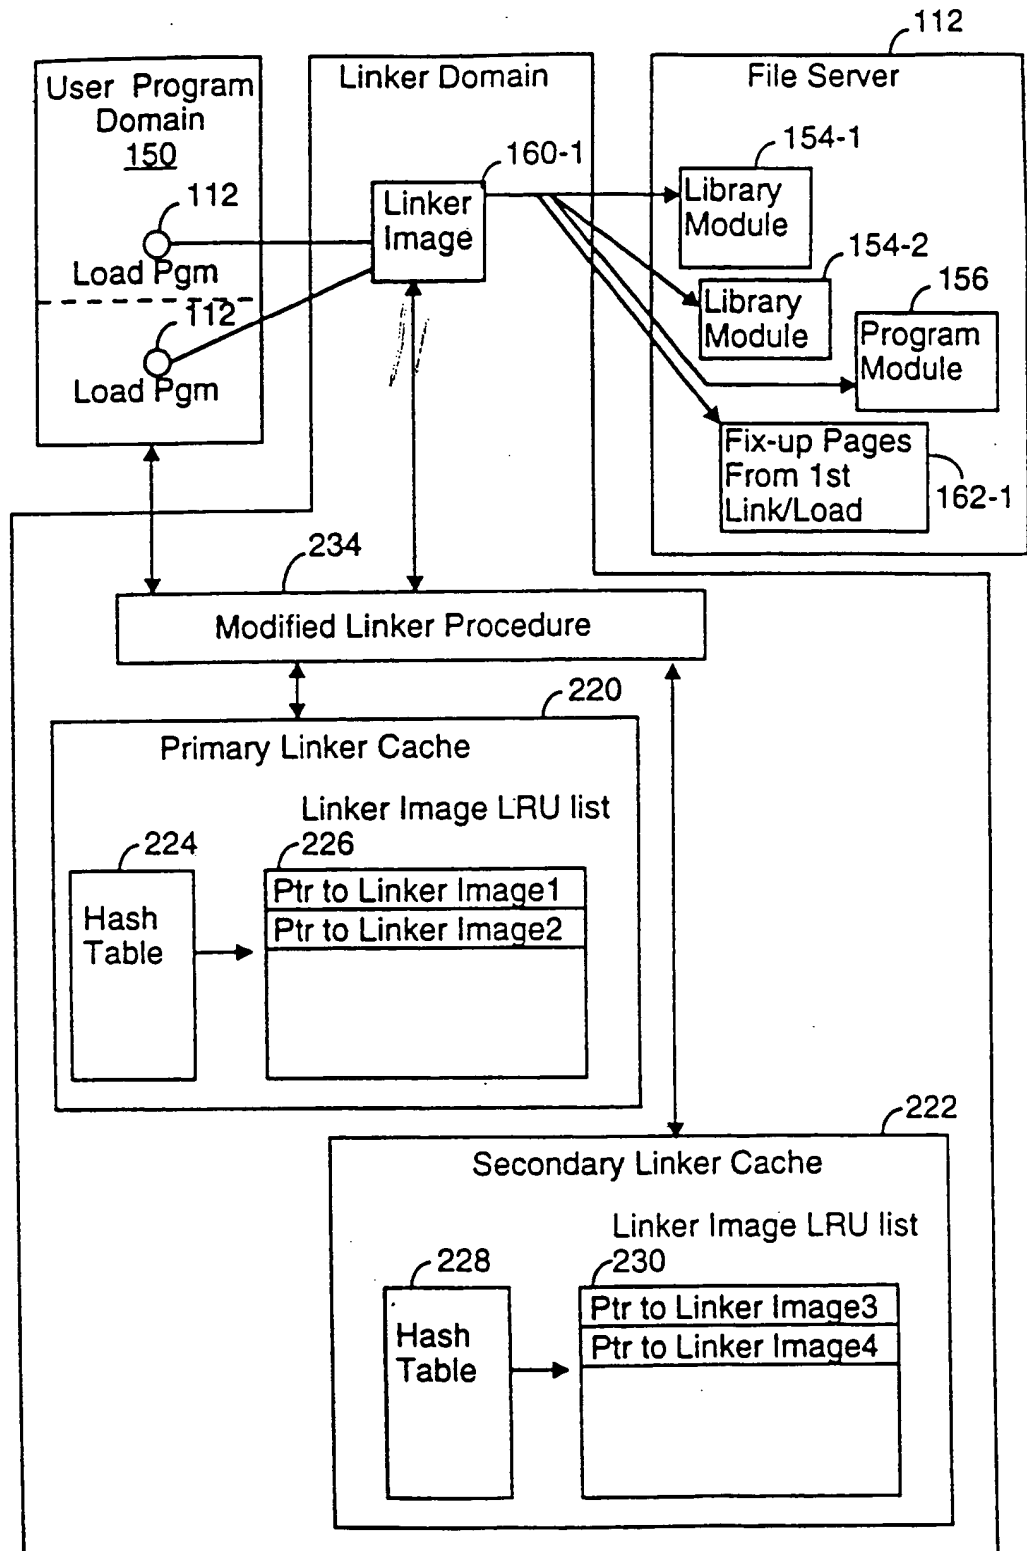 112
User Program
Domain
150
Linker Domain
File Server
160-1
154-1
112
Linker
Image
Library
Module
Load Pgm
154-2
156
112
Library
Module
Program
Module
Load Pgm
Fix-up Pages
From 1st
Link/Load
162-1
234
Modified Linker Procedure
220
Primary Linker Cache
Linker Image LRU list
224
226
Hash
Table
Ptr to Linker Image1
Ptr to Linker Image2
222
Secondary Linker Cache
Linker Image LRU list
228
230
Hash
Table
Ptr to Linker Image3
Ptr to Linker Image4